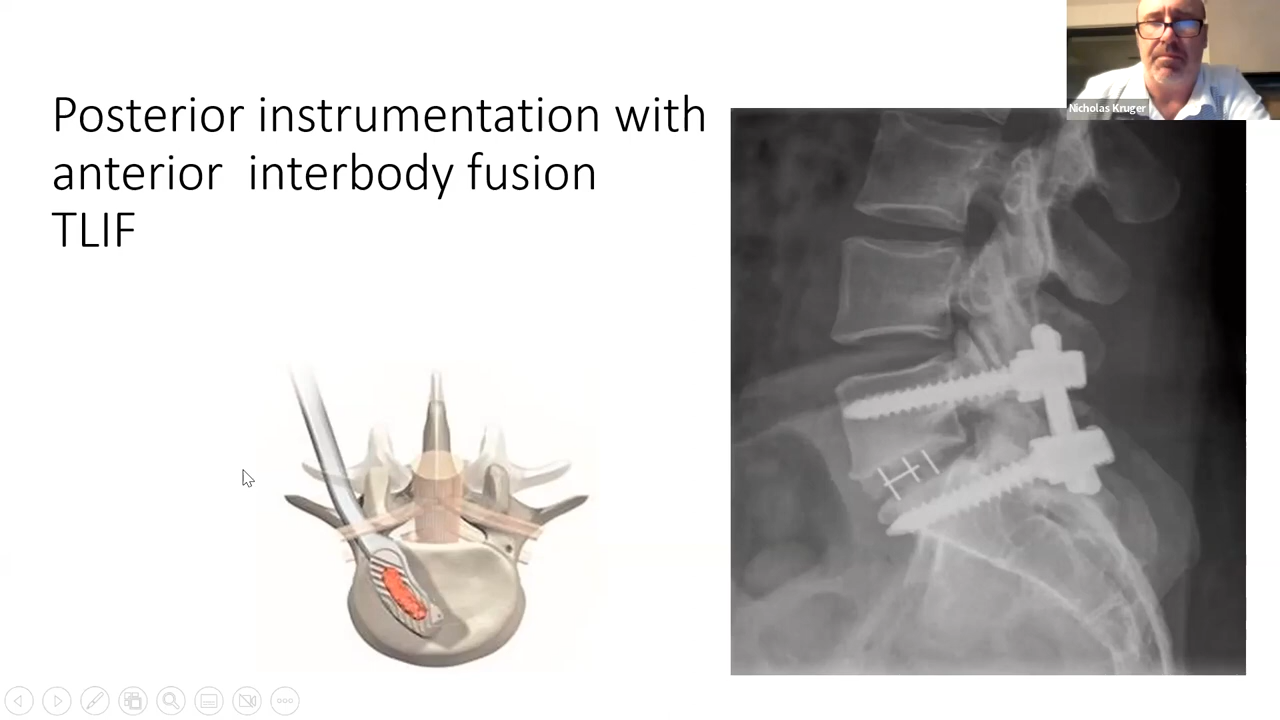 Posterior instrumentation with
anterior  interbody fusion
TLIF
Nicholas Kruger